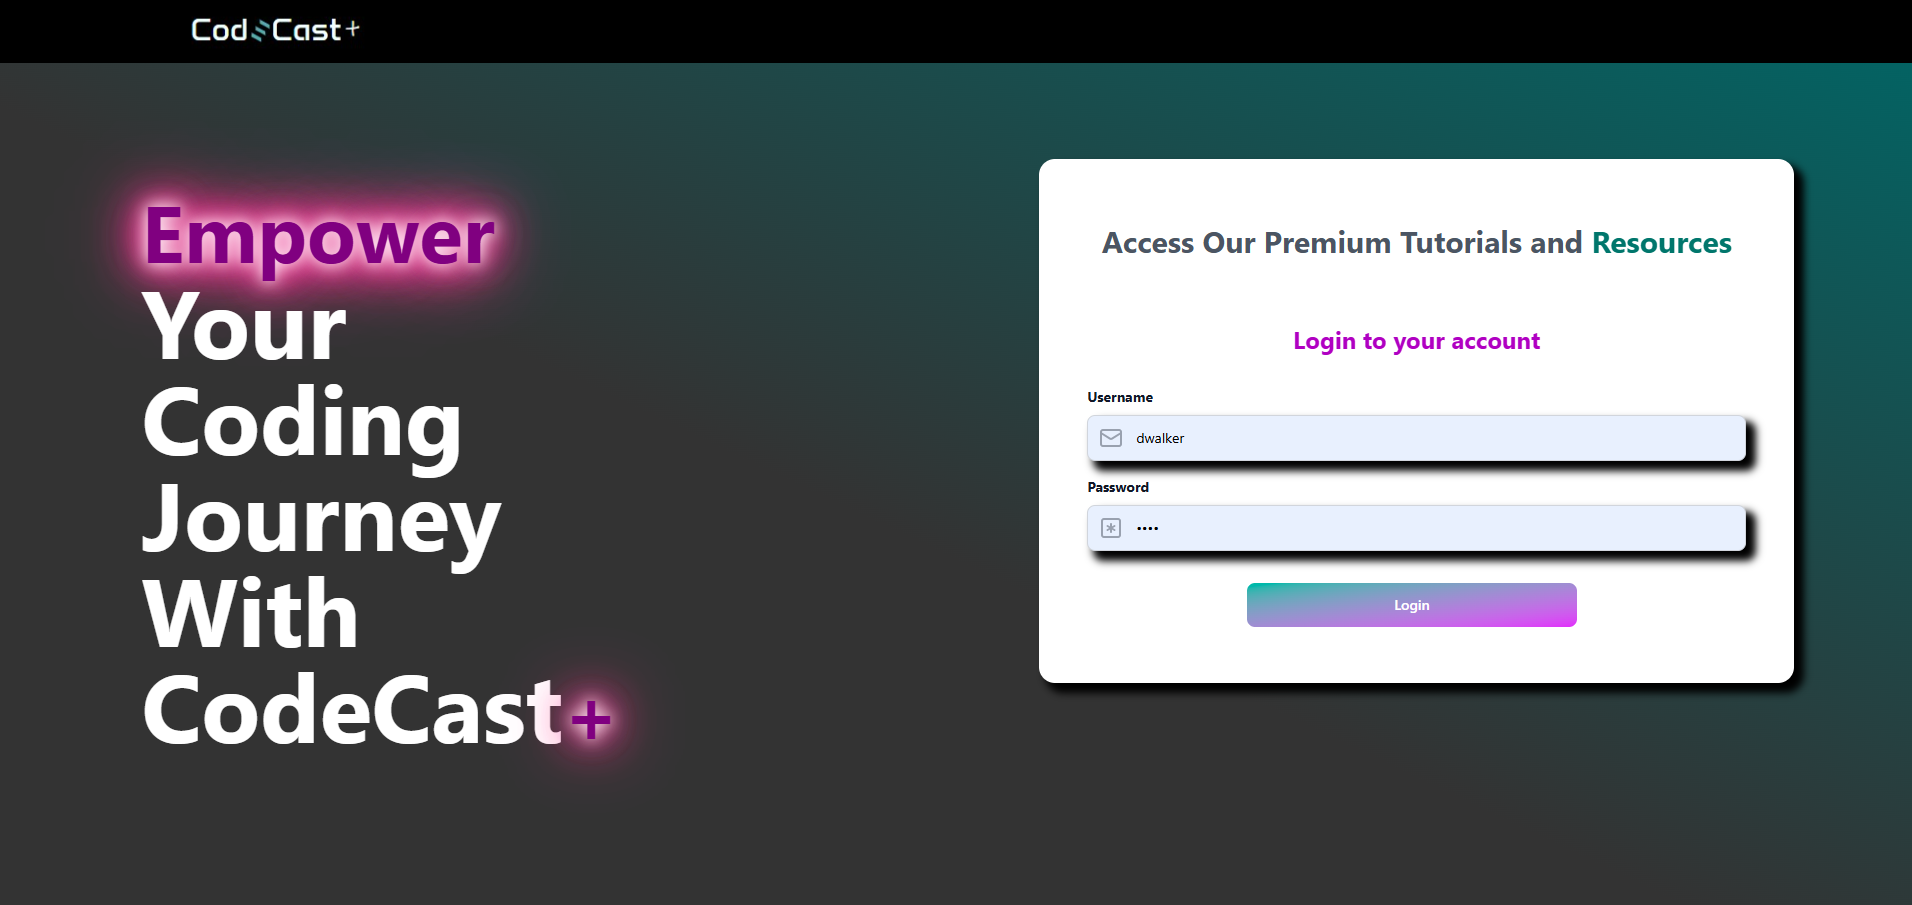 CodeCast+
Empower
Your
Coding
Journey
With
CodeCast+
Access Our Premium Tutorials and Resources
Login to your account
Username
dwalker
Password
••••
Login